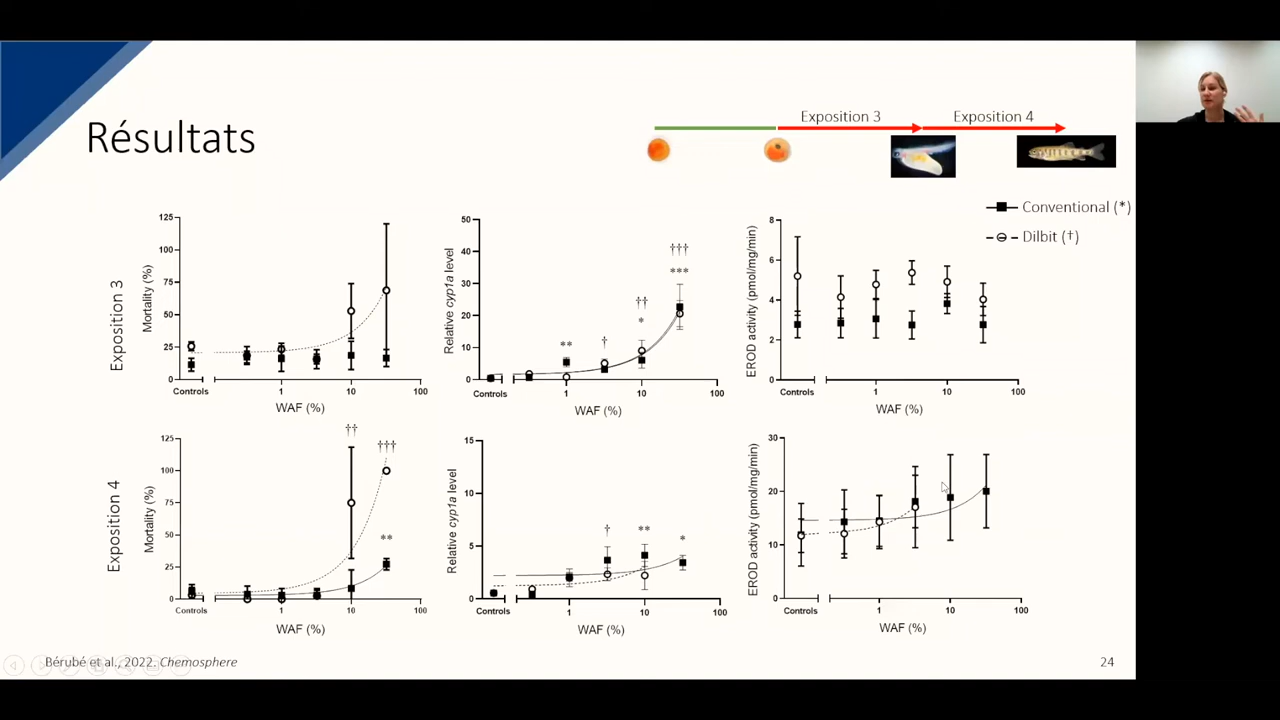 Résultats
Exposition 3
Exposition 4
Conventional (*)
Dilbit (†)
Exposition 3
Mortality (%)
125
100
75
50
25
0
Controls
1
10
100
WAF (%)
Relative cyp1a level
50
40
30
20
10
0
**
†
††
*
†††
***
Controls
1
10
100
WAF (%)
EROD activity (pmol/mg/min)
8
6
4
2
0
Controls
1
10
100
WAF (%)
Exposition 4
Mortality (%)
125
100
75
50
25
0
††
†††
**
Controls
1
10
100
WAF (%)
Relative cyp1a level
15
10
5
0
†
**
*
Controls
1
10
100
WAF (%)
EROD activity (pmol/mg/min)
30
20
10
0
Controls
1
10
100
WAF (%)
Bérubé et al., 2022. Chemosphere
24